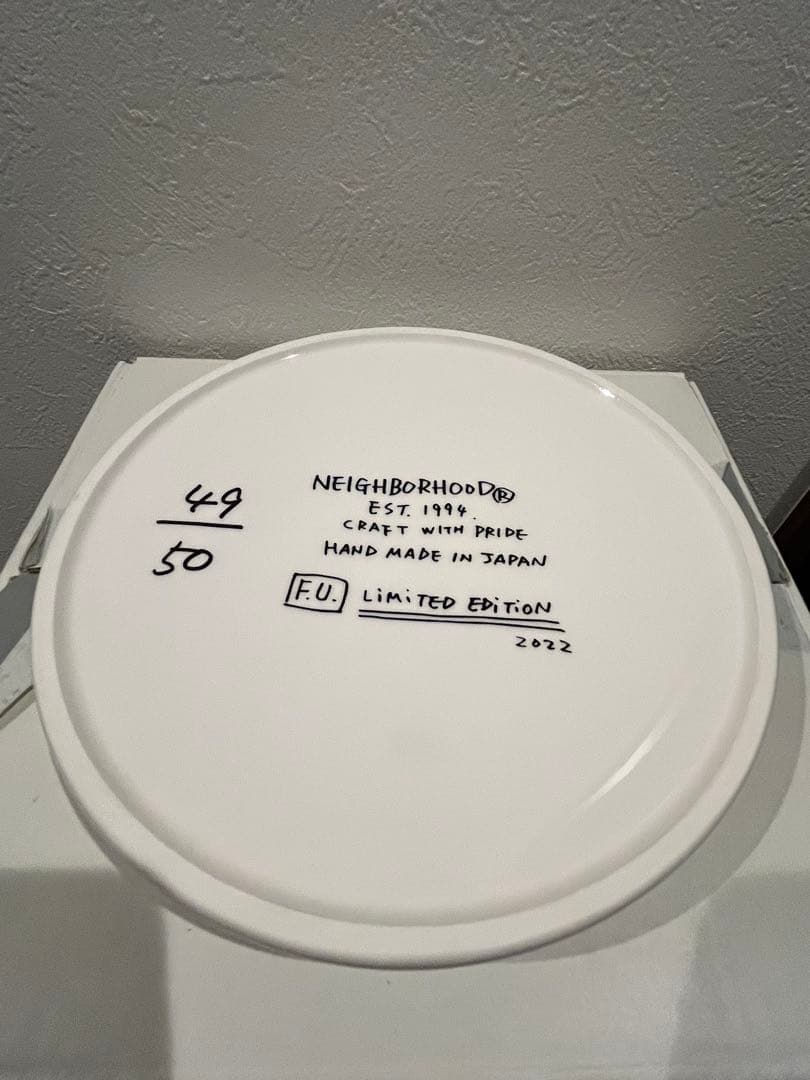 49
50
NEIGHBORHOOD®
EST. 1994.
CRAFT WITH PRIDE
HAND MADE IN JAPAN
F.U. LiMiTED EDiTiON
2022